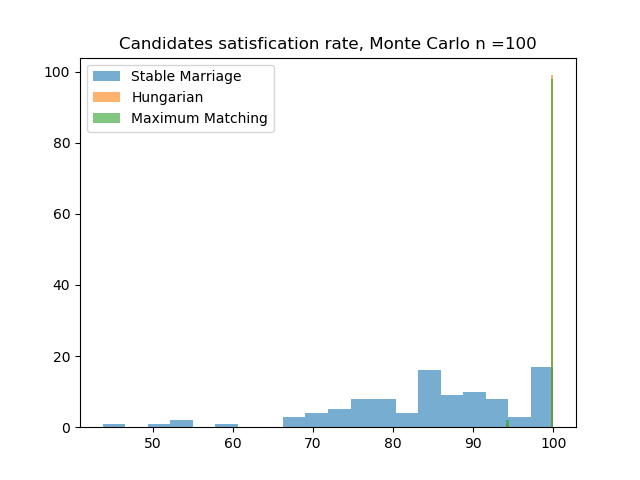 Candidates satisfication rate, Monte Carlo n =100
Stable Marriage
Hungarian
Maximum Matching
100
80
60
40
20
0
50 60 70 80 90 100